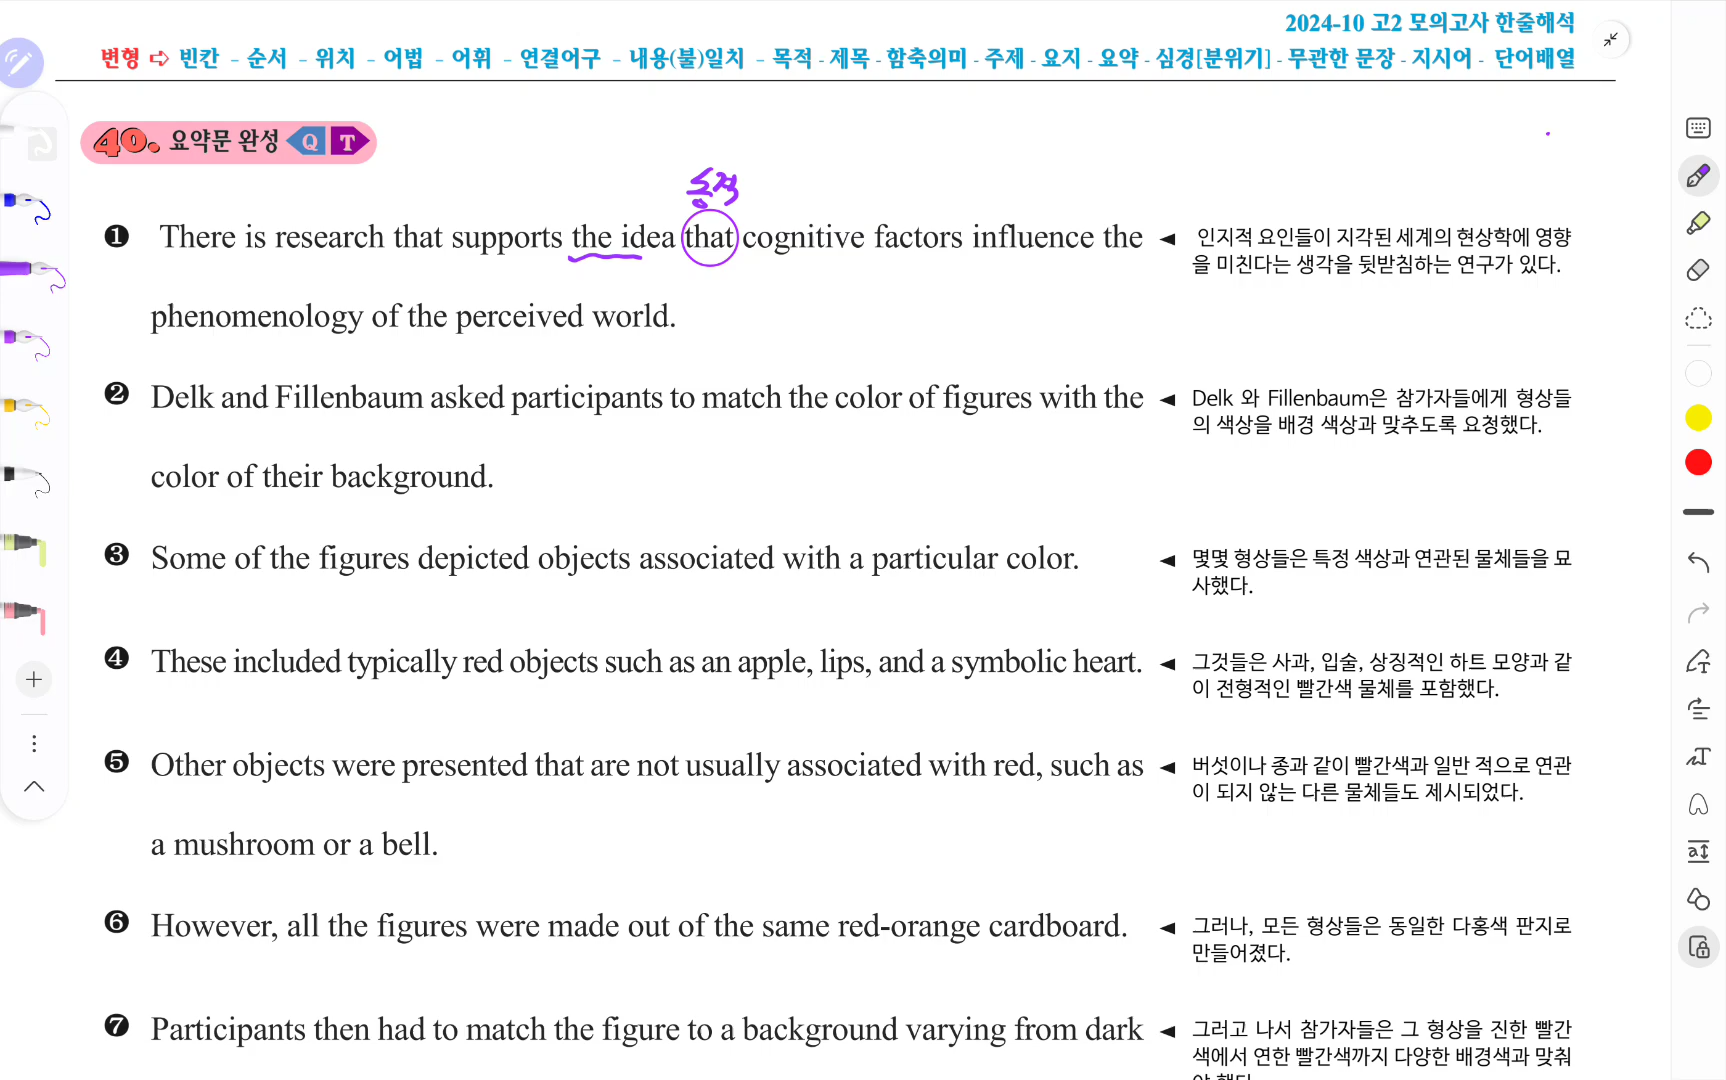 2024-10 고2 모의고사 한줄해석
변형 ⇨ 빈칸 - 순서 - 위치 - 어법 - 어휘 - 연결어구 - 내용(불)일치 - 목적 - 제목 - 함축의미 - 주제 - 요지 - 요약 - 심경[분위기] - 무관한 문장 - 지시어 - 단어배열
40. 요약문 완성 Q T
동격
❶ There is research that supports the idea that cognitive factors influence the
phenomenology of the perceived world.
◄ 인지적 요인들이 지각된 세계의 현상학에 영향
을 미친다는 생각을 뒷받침하는 연구가 있다.
❷ Delk and Fillenbaum asked participants to match the color of figures with the
color of their background.
◄ Delk 와 Fillenbaum은 참가자들에게 형상들
의 색상을 배경 색상과 맞추도록 요청했다.
❸ Some of the figures depicted objects associated with a particular color.
◄ 몇몇 형상들은 특정 색상과 연관된 물체들을 묘
사했다.
❹ These included typically red objects such as an apple, lips, and a symbolic heart.
◄ 그것들은 사과, 입술, 상징적인 하트 모양과 같
이 전형적인 빨간색 물체를 포함했다.
❺ Other objects were presented that are not usually associated with red, such as
a mushroom or a bell.
◄ 버섯이나 종과 같이 빨간색과 일반 적으로 연관
이 되지 않는 다른 물체들도 제시되었다.
❻ However, all the figures were made out of the same red-orange cardboard.
◄ 그러나, 모든 형상들은 동일한 다홍색 판지로
만들어졌다.
❼ Participants then had to match the figure to a background varying from dark
◄ 그러고 나서 참가자들은 그 형상을 진한 빨간
색에서 연한 빨간색까지 다양한 배경색과 맞춰